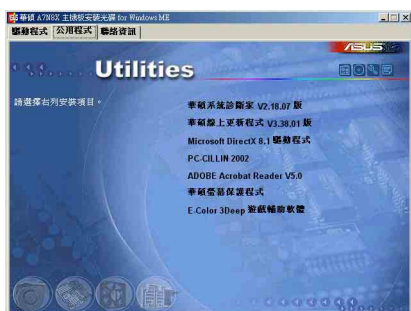 華碩 A7N8X 主機板安裝光碟 for Windows ME
驅動程式 公用程式 聯絡資訊
ASUS
Utilities
請選擇右列安裝項目。
華碩系統診斷家 V2.18.07 版
華碩線上更新程式 V3.38.01 版
Microsoft DirectX 8.1 驅動程式
PC-CILLIN 2002
ADOBE Acrobat Reader V5.0
華碩螢幕保護程式
E-Color 3Deep 遊戲輔助軟體